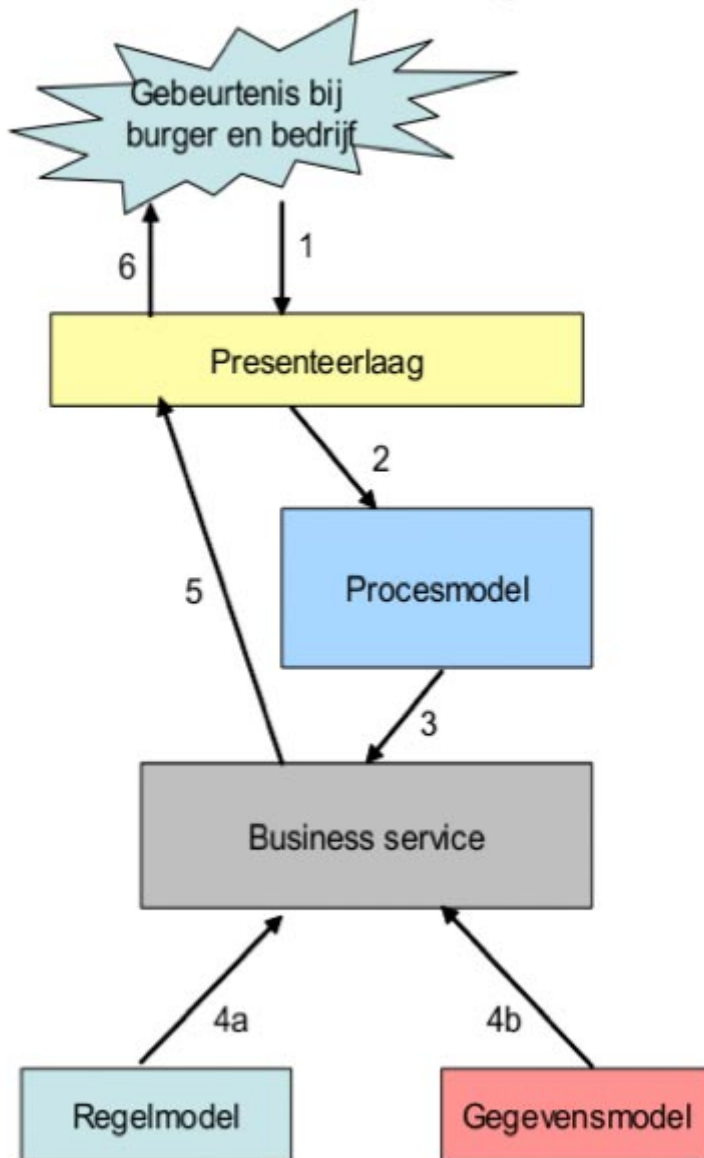 Gebeurtenis bij
burger en bedrijf
6
1
Presenteerlaag
2
Procesmodel
5
3
Business service
4a
4b
Regelmodel
Gegevensmodel